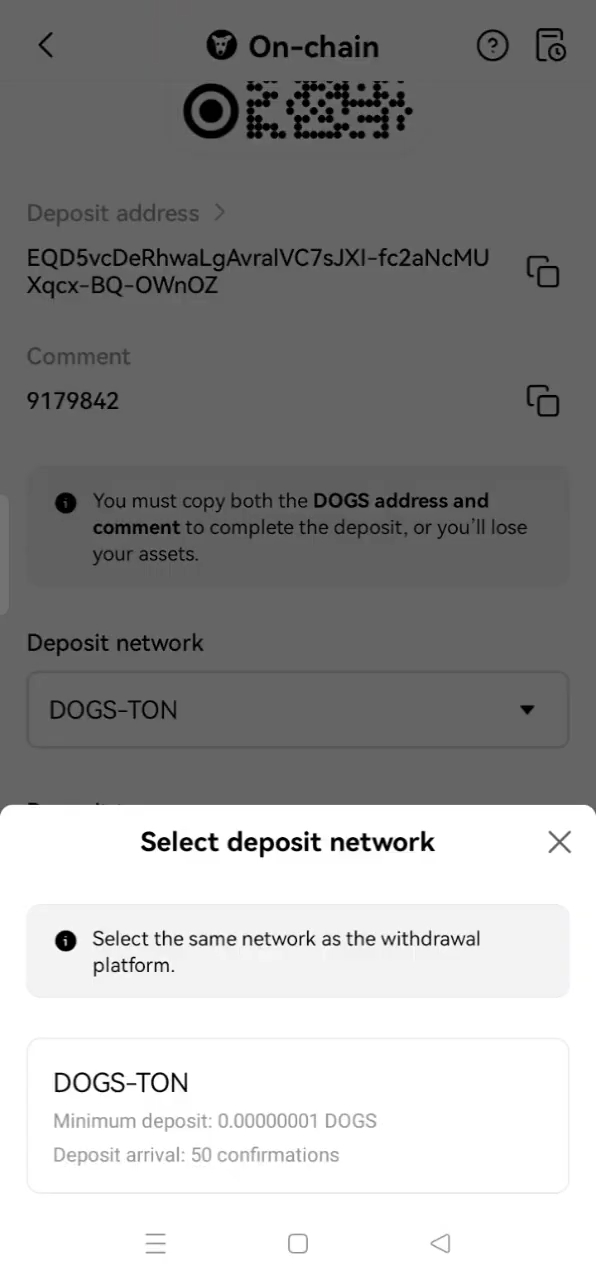 On-chain
Deposit address
EQD5vcDeRhwaLgAvralVC7sJXI-fc2aNcMU
Xqcx-BQ-OWnOZ
Comment
9179842
You must copy both the DOGS address and
comment to complete the deposit, or you'll lose
your assets.
Deposit network
DOGS-TON
Select deposit network
Select the same network as the withdrawal
platform.
DOGS-TON
Minimum deposit: 0.00000001 DOGS
Deposit arrival: 50 confirmations